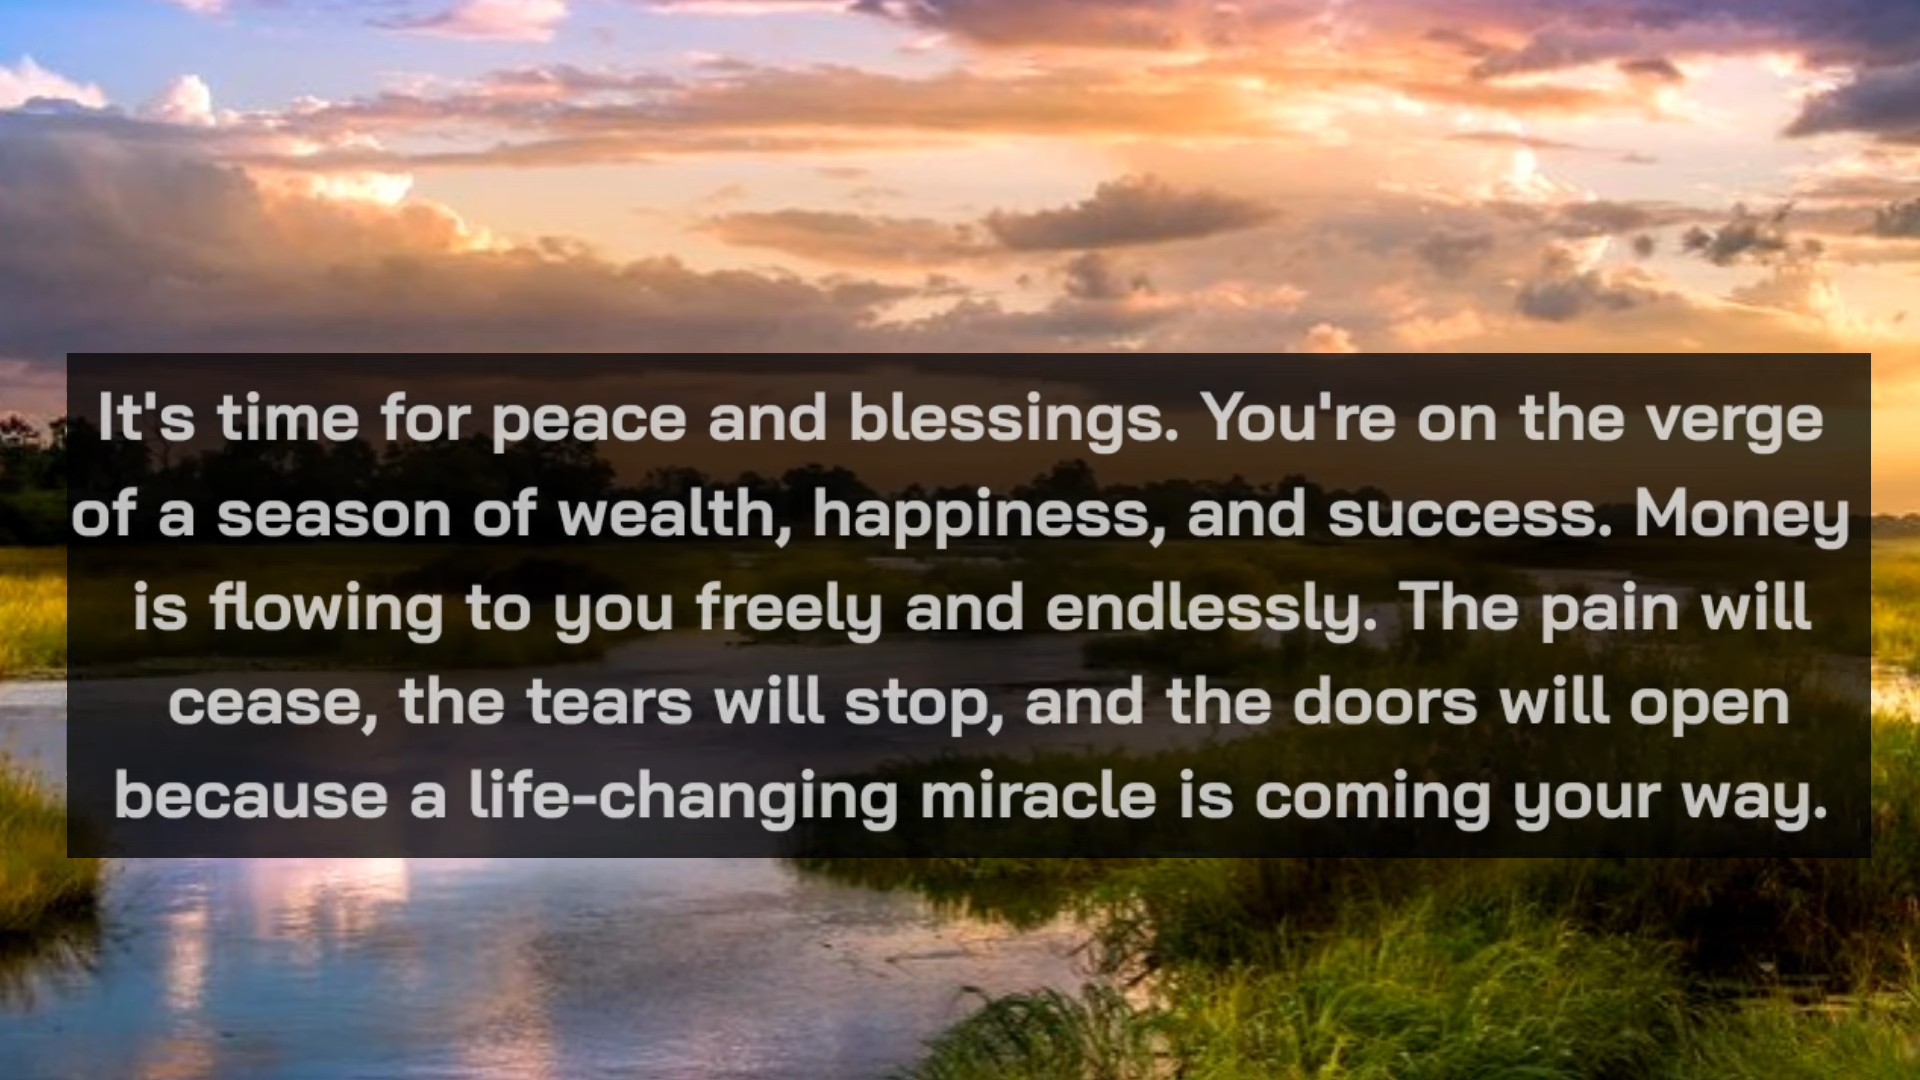 It's time for peace and blessings. You're on the verge
of a season of wealth, happiness, and success. Money
is flowing to you freely and endlessly. The pain will
cease, the tears will stop, and the doors will open
because a life-changing miracle is coming your way.